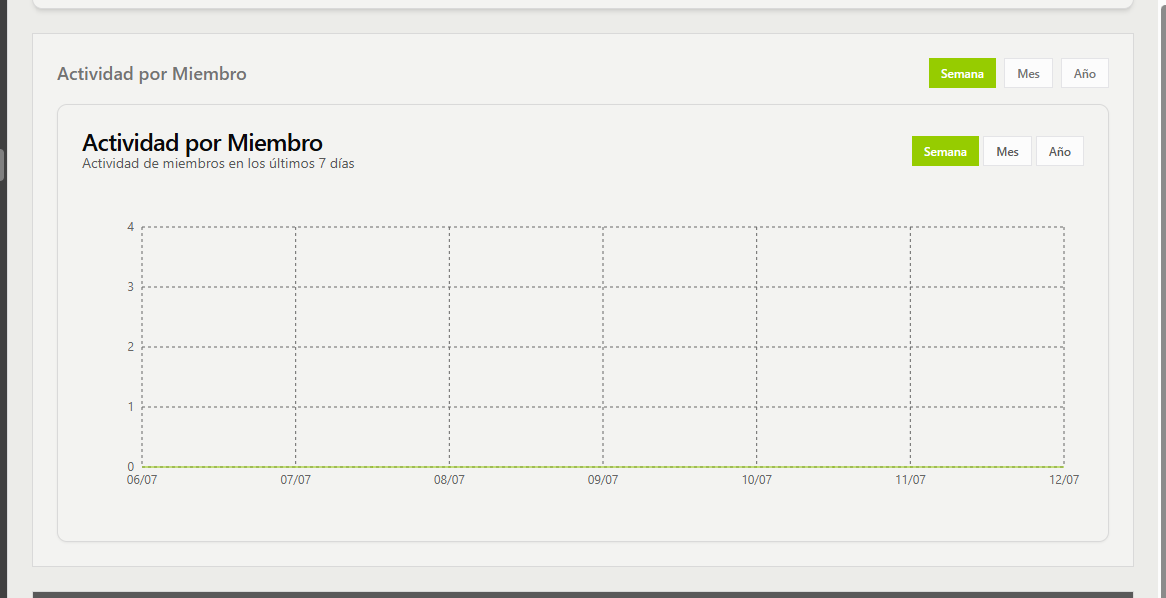 Actividad por Miembro
Semana Mes Año
Actividad por Miembro
Actividad de miembros en los últimos 7 días
Semana Mes Año
4
3
2
1
0
06/07 07/07 08/07 09/07 10/07 11/07 12/07